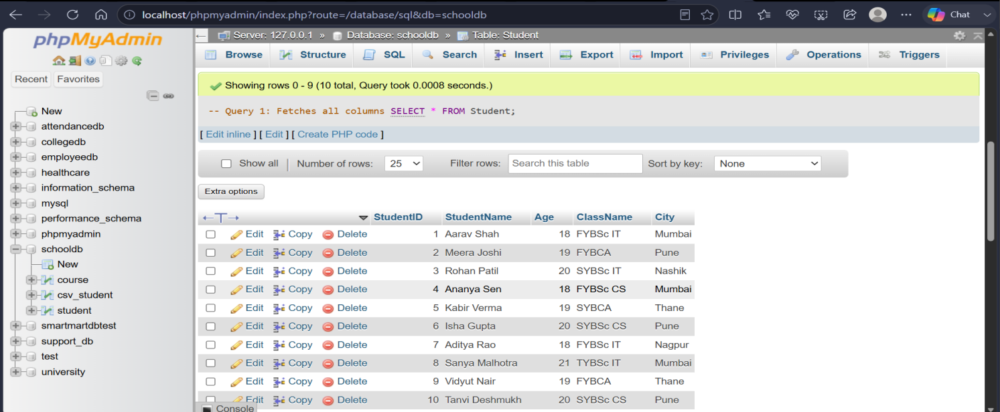 localhost/phpmyadmin/index.php?route=/database/sql&db=schooldb
Chat
phpMyAdmin
Recent Favorites
New
attendancedb
collegedb
employeedb
healthcare
information_schema
mysql
performance_schema
phpmyadmin
schooldb
New
course
csv_student
student
smartmartdbtest
support_db
test
university
Server: 127.0.0.1 » Database: schooldb » Table: Student
Browse Structure SQL Search Insert Export Import Privileges Operations Triggers
Showing rows 0 - 9 (10 total, Query took 0.0008 seconds.)
-- Query 1: Fetches all columns SELECT * FROM Student;
[ Edit inline ] [ Edit ] [ Create PHP code ]
Show all | Number of rows: 25 Filter rows: Search this table Sort by key: None
Extra options
←T→ StudentID StudentName Age ClassName City
Edit Copy Delete 1 Aarav Shah 18 FYBSc IT Mumbai
Edit Copy Delete 2 Meera Joshi 19 FYBCA Pune
Edit Copy Delete 3 Rohan Patil 20 SYBSc IT Nashik
Edit Copy Delete 4 Ananya Sen 18 FYBSc CS Mumbai
Edit Copy Delete 5 Kabir Verma 19 SYBCA Thane
Edit Copy Delete 6 Isha Gupta 20 SYBSc CS Pune
Edit Copy Delete 7 Aditya Rao 18 FYBSc IT Nagpur
Edit Copy Delete 8 Sanya Malhotra 21 TYBSc IT Mumbai
Edit Copy Delete 9 Vidyut Nair 19 FYBCA Thane
Edit Copy Delete 10 Tanvi Deshmukh 20 SYBSc CS Pune
Console